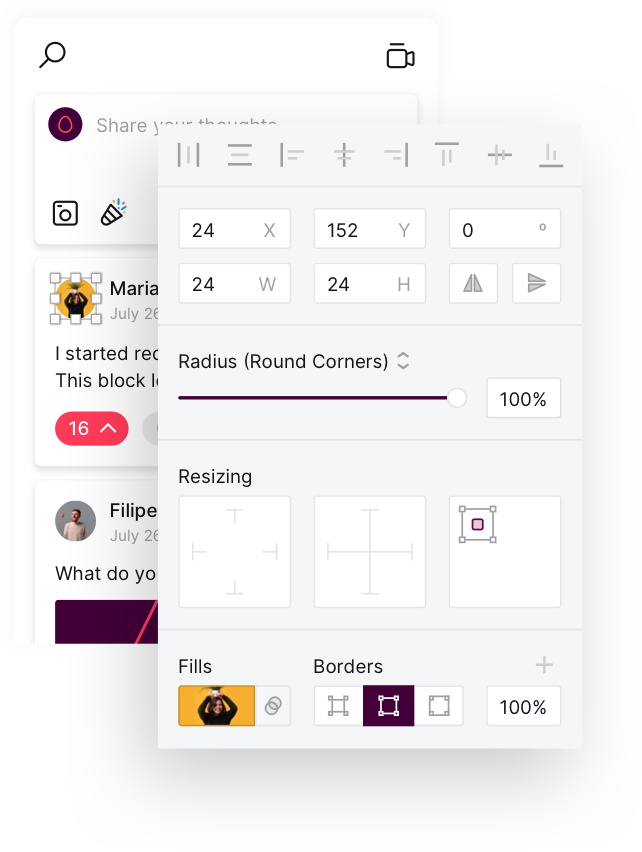 Share your thoughts
24 X
152 Y
0 °
24 W
24 H
Maria
July 26
Radius (Round Corners)
100%
I started rec
This block l
16
Resizing
Filipe
July 26
What do yo
Fills
Borders
100%